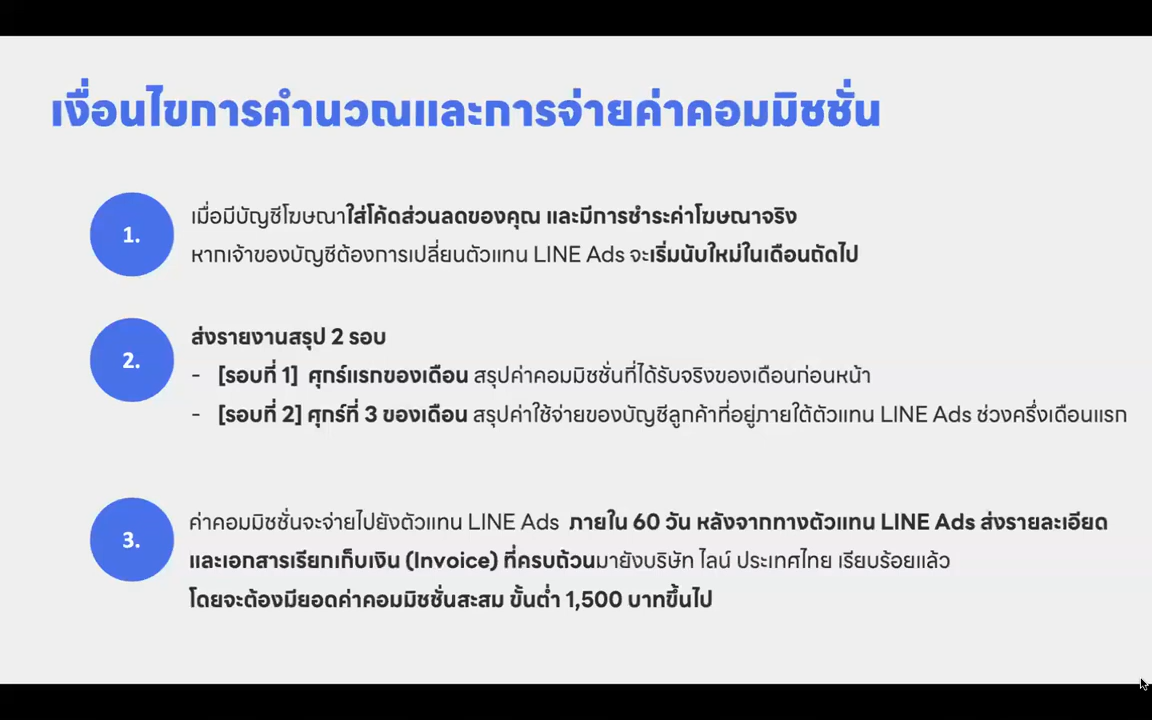 เงื่อนไขการคำนวณและการจ่ายค่าคอมมิชชั่น
1.
เมื่อมีบัญชีโฆษณาใส่โค้ดส่วนลดของคุณ และมีการชำระค่าโฆษณาจริง
หากเจ้าของบัญชีต้องการเปลี่ยนตัวแทน LINE Ads จะเริ่มนับใหม่ในเดือนถัดไป
2.
ส่งรายงานสรุป 2 รอบ
- [รอบที่ 1] ศุกร์แรกของเดือน สรุปค่าคอมมิชชั่นที่ได้รับจริงของเดือนก่อนหน้า
- [รอบที่ 2] ศุกร์ที่ 3 ของเดือน สรุปค่าใช้จ่ายของบัญชีลูกค้าที่อยู่ภายใต้ตัวแทน LINE Ads ช่วงครึ่งเดือนแรก
3.
ค่าคอมมิชชั่นจะจ่ายไปยังตัวแทน LINE Ads ภายใน 60 วัน หลังจากทางตัวแทน LINE Ads ส่งรายละเอียด
และเอกสารเรียกเก็บเงิน (Invoice) ที่ครบถ้วนมายังบริษัท ไลน์ ประเทศไทย เรียบร้อยแล้ว
โดยจะต้องมียอดค่าคอมมิชชั่นสะสม ขั้นต่ำ 1,500 บาทขึ้นไป